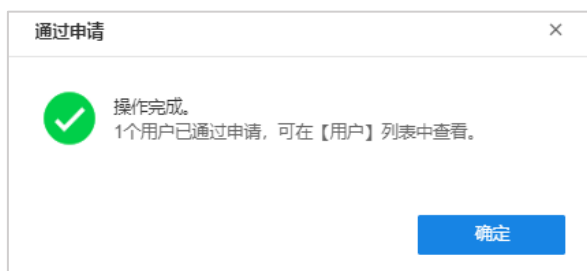 通过申请
操作完成。
1个用户已通过申请，可在【用户】列表中查看。
确定